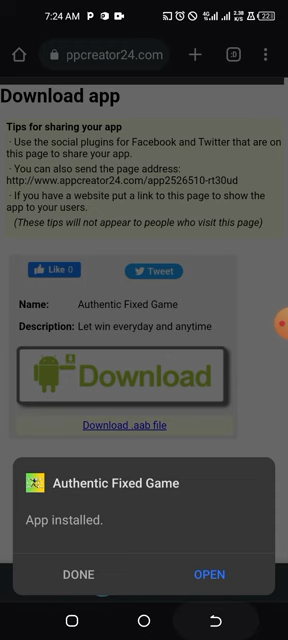 7:24 AM P
4G
2.38
K/S
22
ppcreator24.com
:D
Download app
Tips for sharing your app
· Use the social plugins for Facebook and Twitter that are on
this page to share your app.
· You can also send the page address:
http://www.appcreator24.com/app2526510-rt30ud
· If you have a website put a link to this page to show the
app to your users.
(These tips will not appear to people who visit this page)
Like 0 Tweet
Name: Authentic Fixed Game
Description: Let win everyday and anytime
Download
Download .aab file
Authentic Fixed Game
App installed.
DONE OPEN